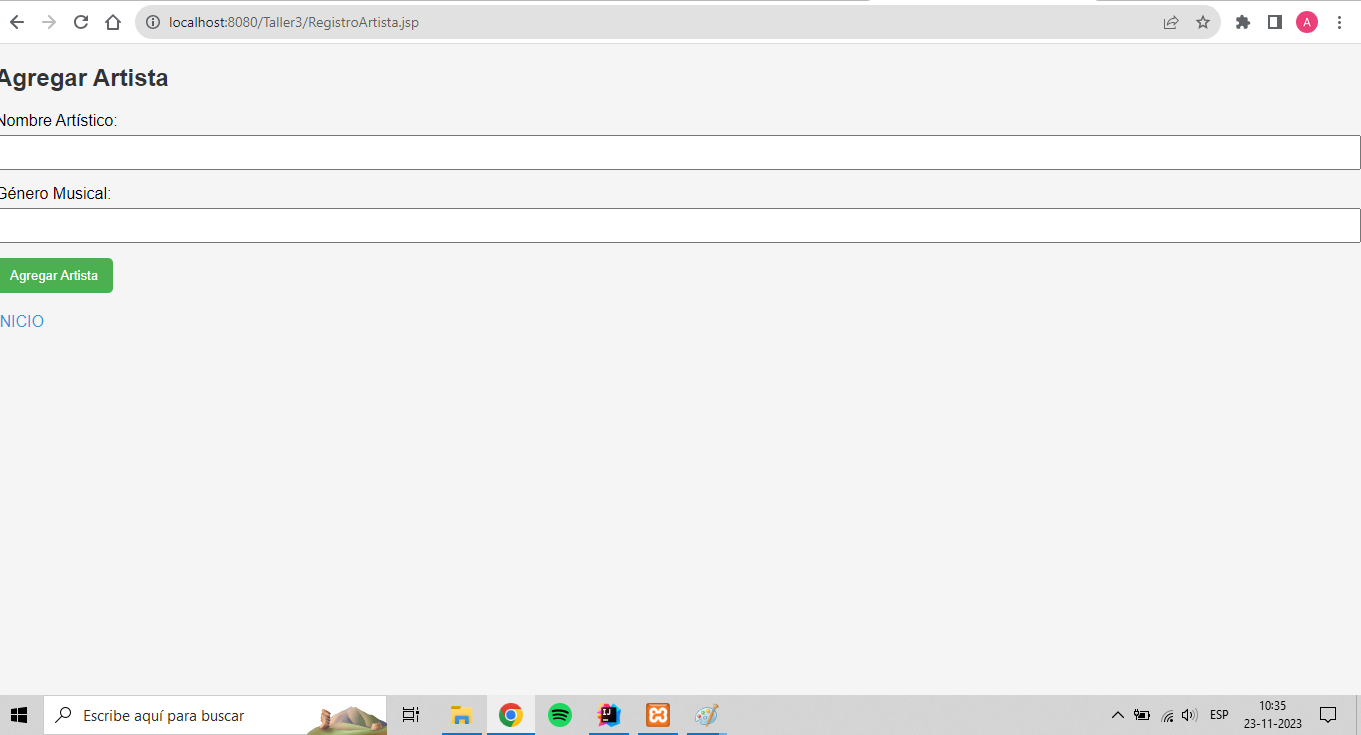 localhost:8080/Taller3/RegistroArtista.jsp
A
Agregar Artista
Nombre Artístico:
Género Musical:
Agregar Artista
INICIO
Escribe aquí para buscar
ESP
10:35
23-11-2023